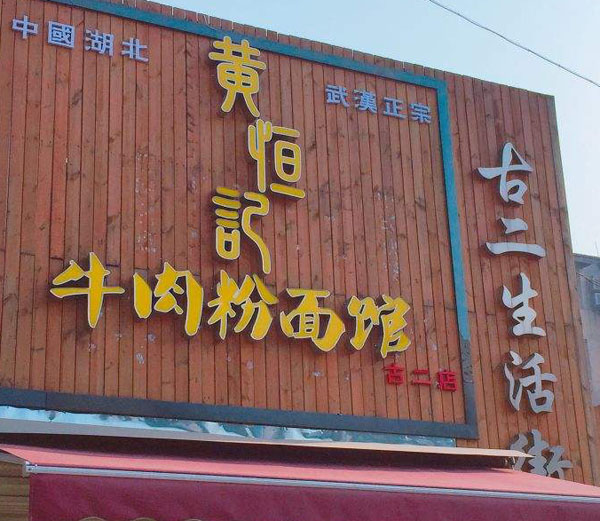 中國湖北
武漢正宗
黄恒記
牛肉粉面馆
古二店
古二生活街